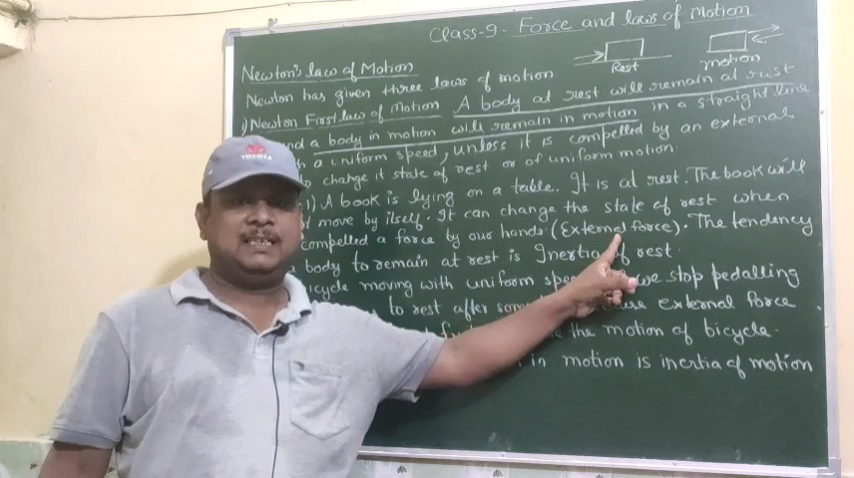 Class-9- Force and laws of Motion
Rest
motion
Newton's law of Motion
Newton has given three laws of motion
1) Newton First law of Motion A body at rest will remain at rest
and a body in motion will remain in motion in a straight line
a uniform speed, unless it is compelled by an external
to change it state of rest or of uniform motion.
1) A book is lying on a table. It is at rest. The book will
move by itself. It can change the state of rest when
compelled a force by our hands (External force). The tendency
body to remain at rest is Inertia of rest.
icycle moving with uniform we stop pedalling
to rest after external force
the motion of bicycle.
in motion is inertia of motion
TOYOTA